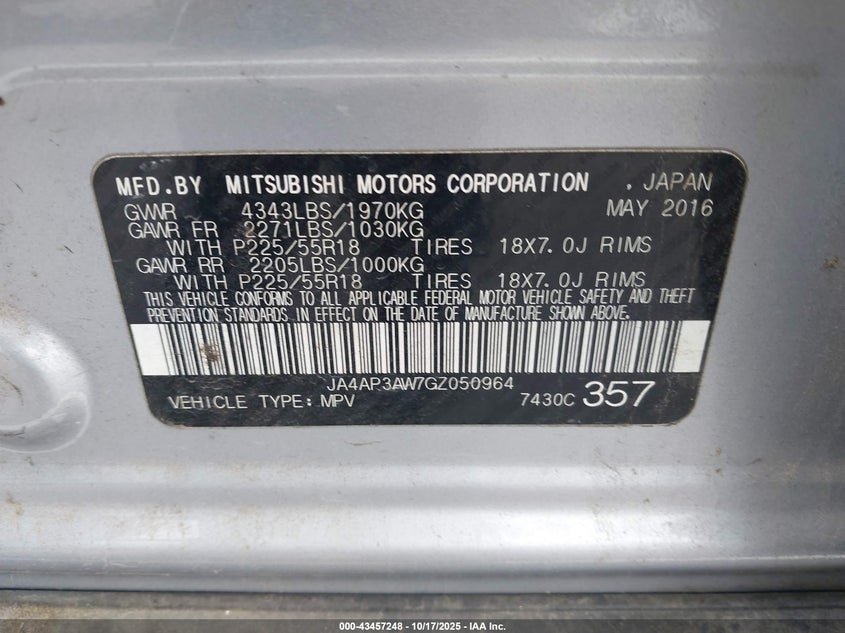 MFD.BY MITSUBISHI MOTORS CORPORATION . JAPAN
GVWR 4343LBS/1970KG MAY 2016
GAWR FR 2271LBS/1030KG
WITH P225/55R18 TIRES 18X7.0J RIMS
GAWR RR 2205LBS/1000KG
WITH P225/55R18 TIRES 18X7.0J RIMS
THIS VEHICLE CONFORMS TO ALL APPLICABLE FEDERAL MOTOR VEHICLE SAFETY AND THEFT
PREVENTION STANDARDS IN EFFECT ON THE DATE OF MANUFACTURE SHOWN ABOVE.
JA4AP3AW7GZ050964
VEHICLE TYPE: MPV 7430C 357
000-43457248 - 10/17/2025 - IAA Inc.